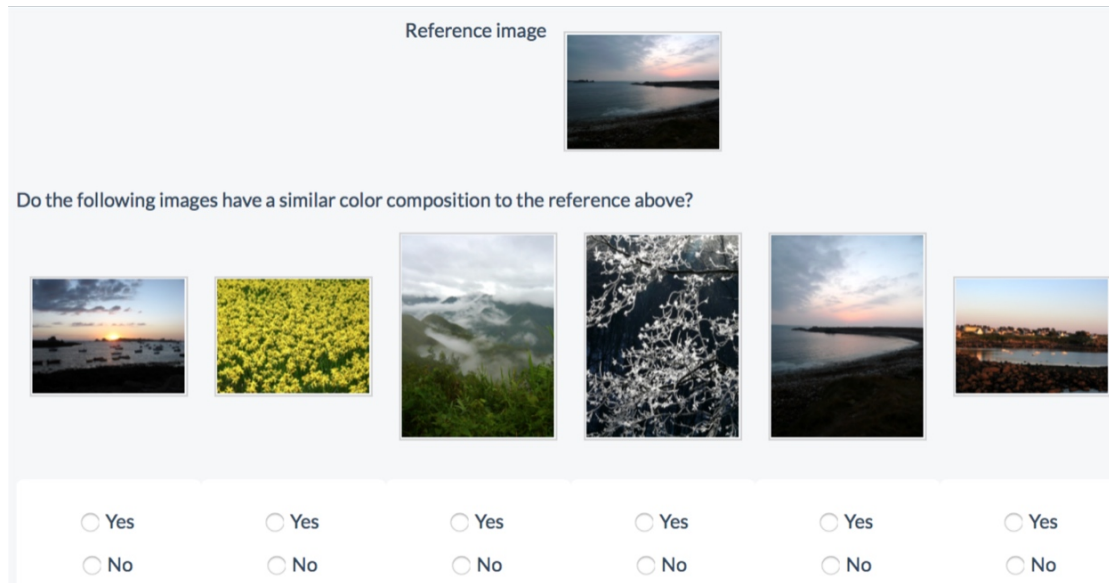 Reference image
Do the following images have a similar color composition to the reference above?
Yes Yes Yes Yes Yes Yes
No No No No No No